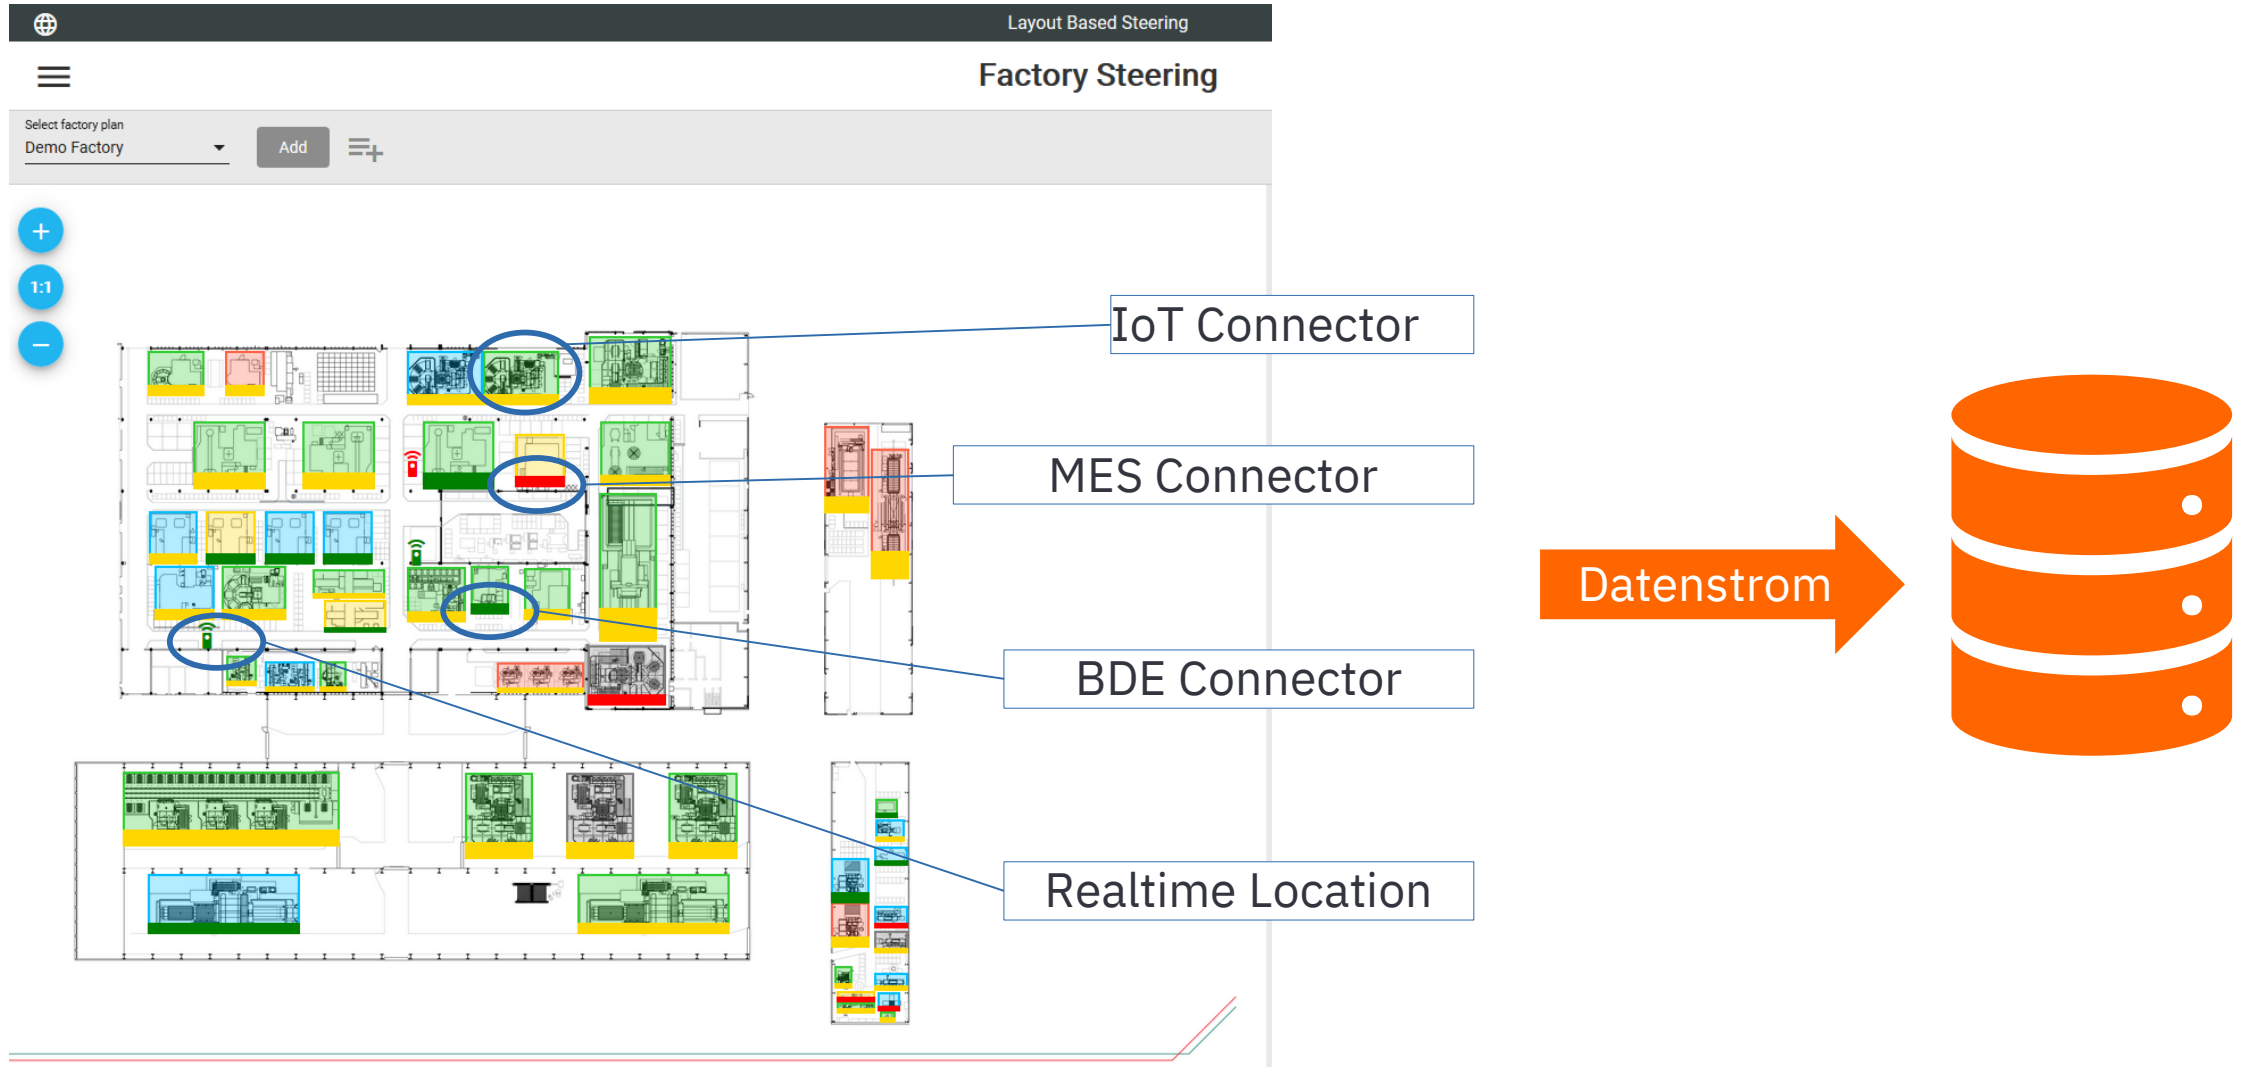 Layout Based Steering
Factory Steering
Select factory plan
Demo Factory
Add
+
1:1
−
IoT Connector
MES Connector
BDE Connector
Realtime Location
Datenstrom